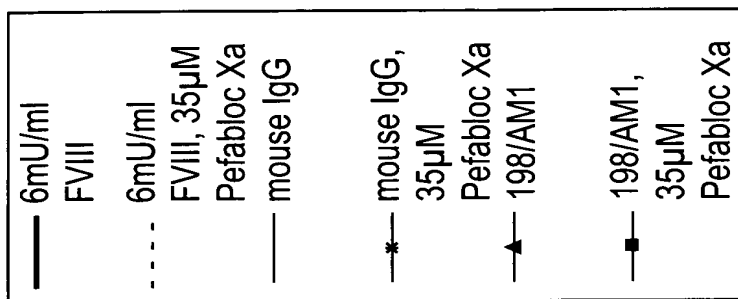 6mU/ml
FVIII
6mU/ml
FVIII, 35µM
Pefabloc Xa
mouse IgG
mouse IgG,
35µM
Pefabloc Xa
198/AM1
198/AM1,
35µM
Pefabloc Xa